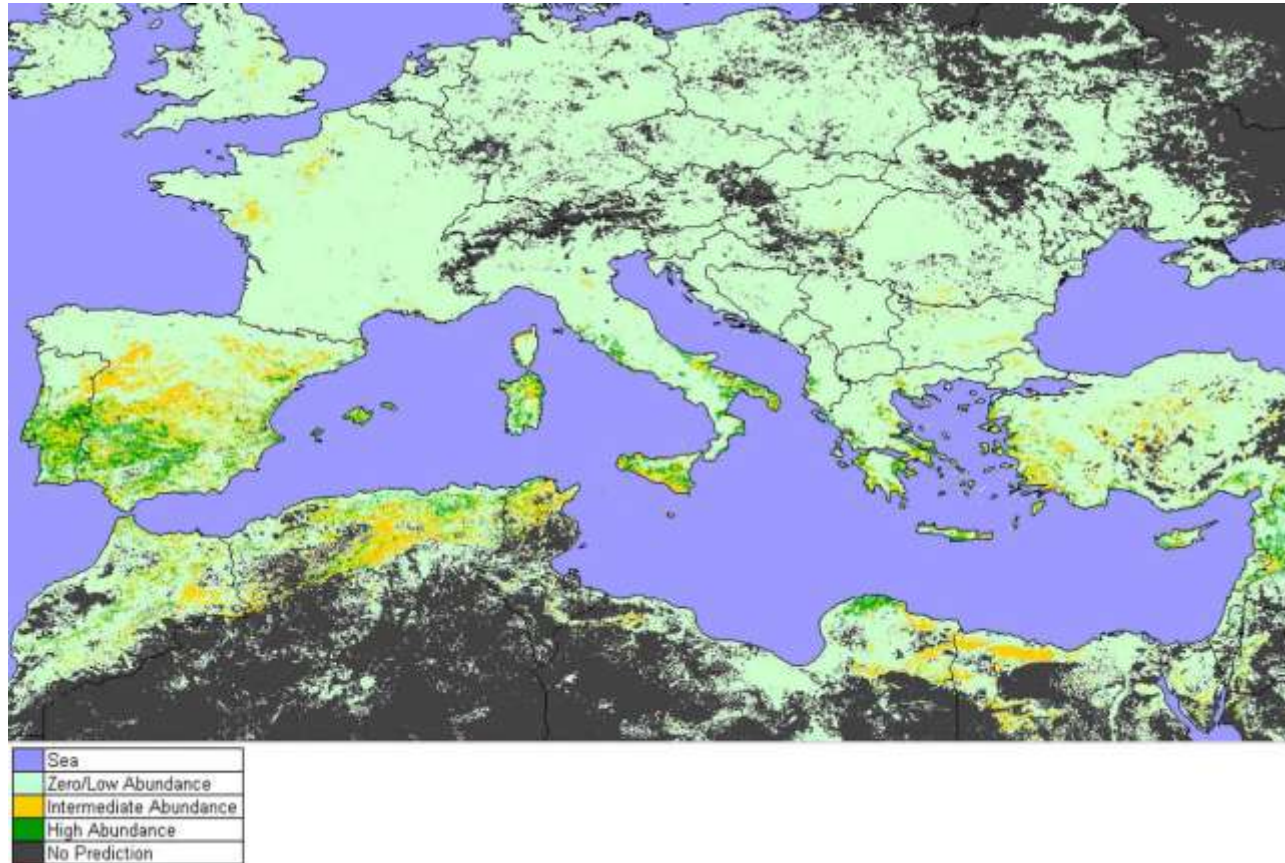 Sea
Zero/Low Abundance
Intermediate Abundance
High Abundance
No Prediction